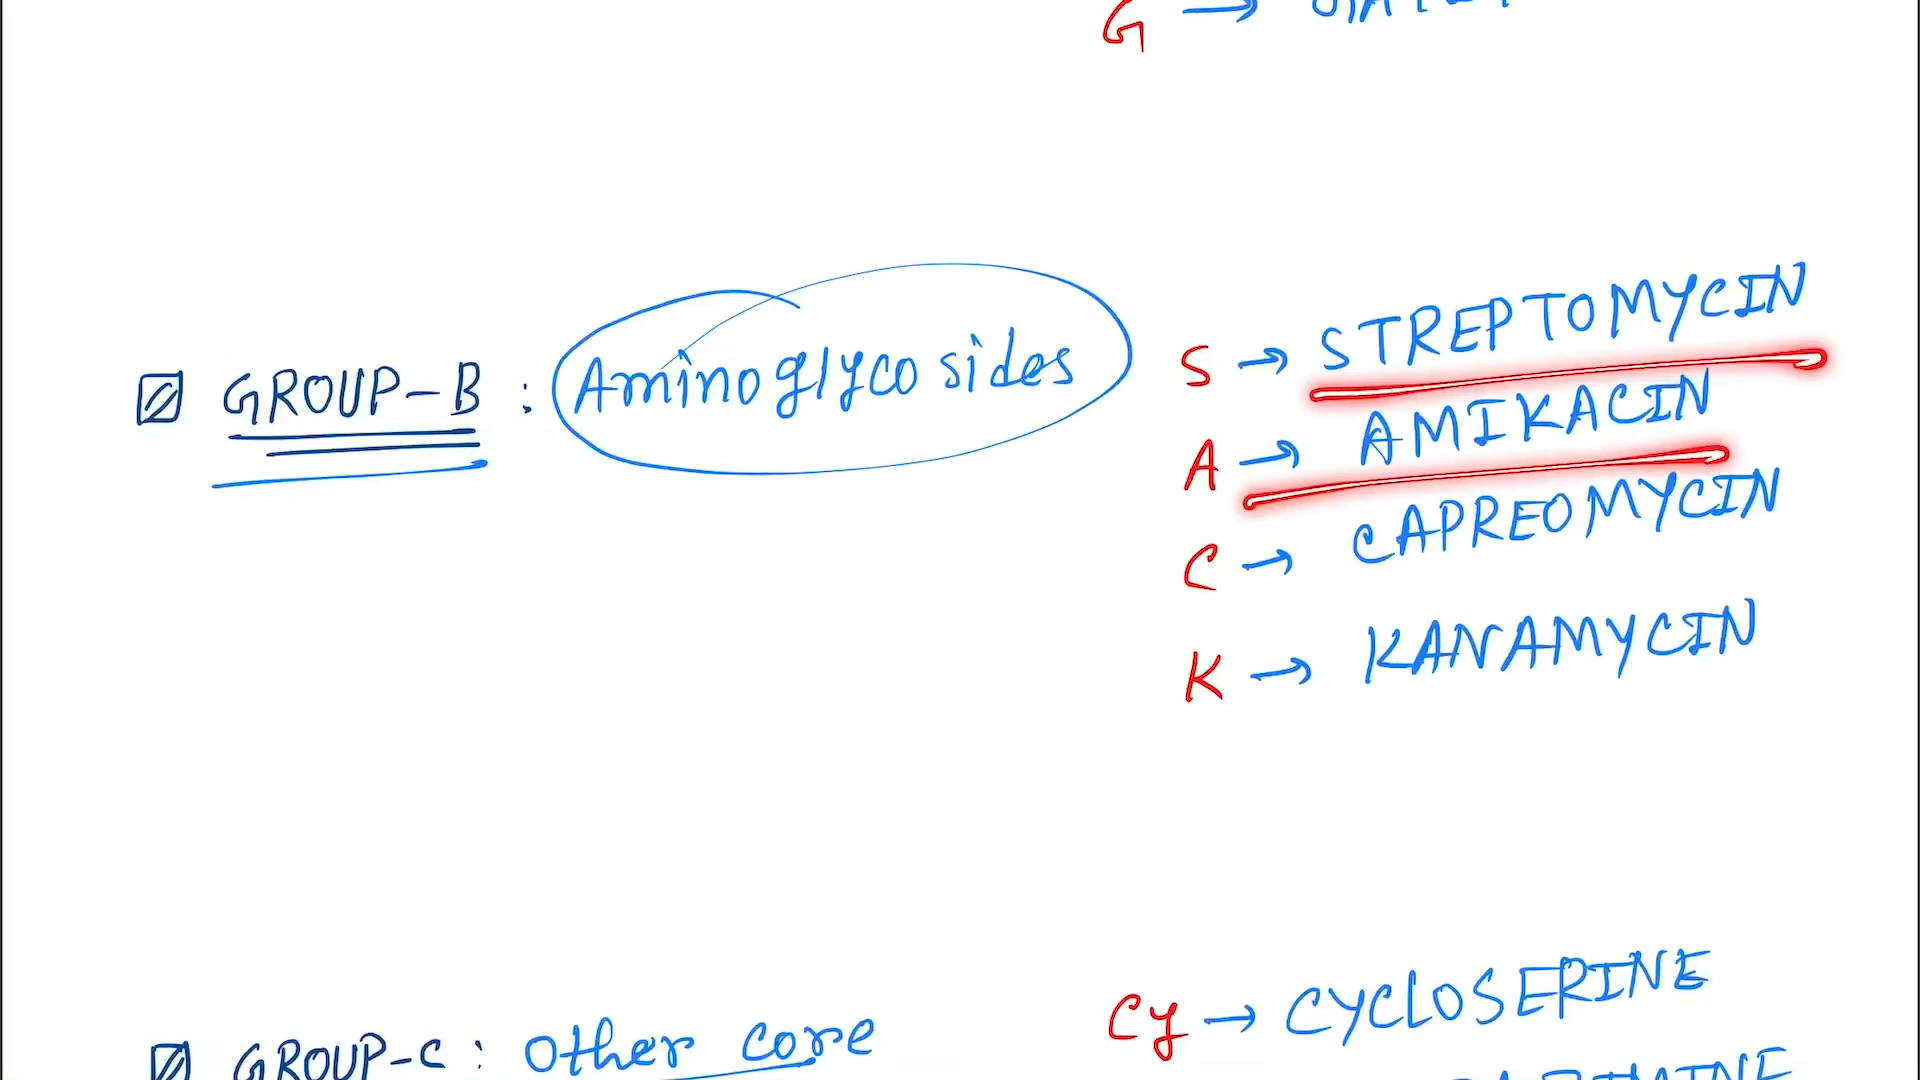 G →
GROUP-B : Aminoglycosides
S → STREPTOMYCIN
A → AMIKACIN
C → CAPREOMYCIN
K → KANAMYCIN
Cy → CYCLOSERINE
GROUP-C : Other core